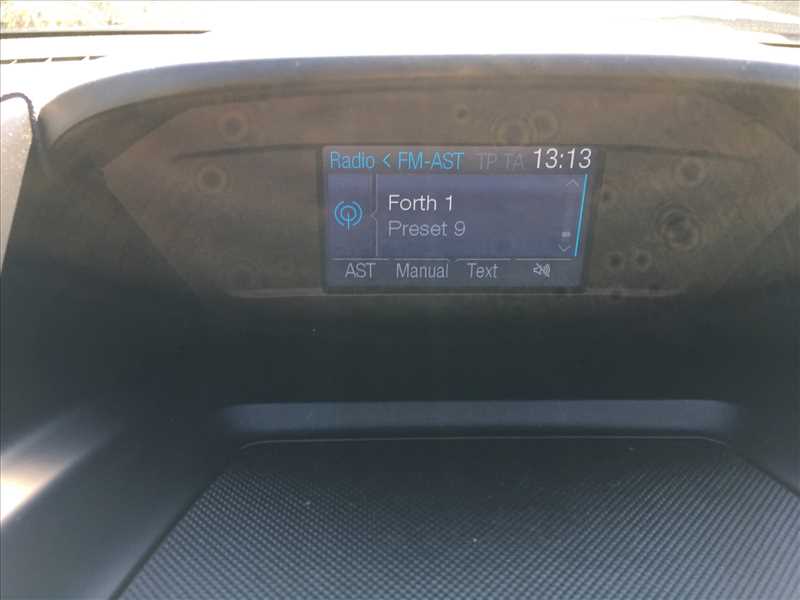 Radio < FM-AST TP TA 13:13
Forth 1
Preset 9
AST Manual Text